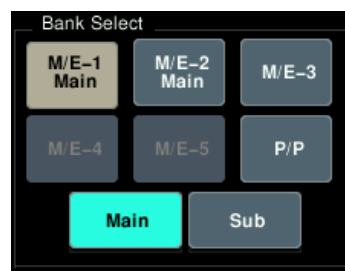 Bank Select
M/E–1
Main
M/E–2
Main
M/E–3
M/E–4
M/E–5
P/P
Main
Sub